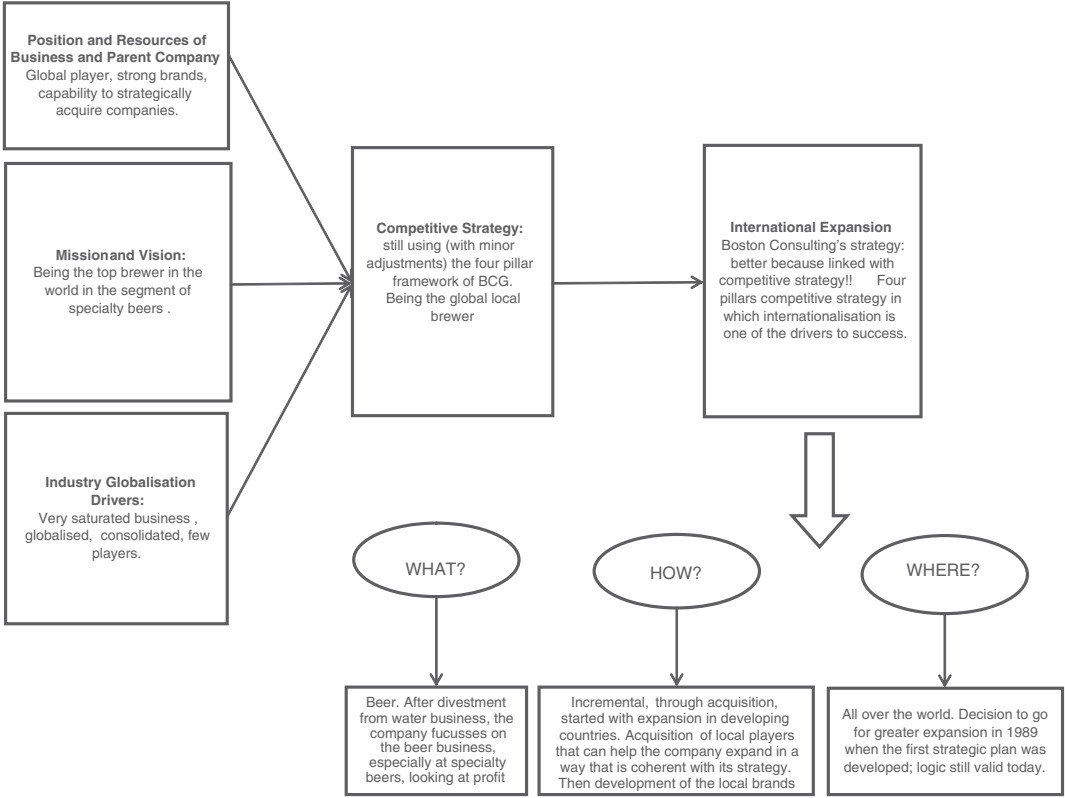 Position and Resources of
Business and Parent Company
Global player, strong brands,
capability to strategically
acquire companies.
Missionand Vision:
Being the top brewer in the
world in the segment of
specialty beers .
Industry Globalisation
Drivers:
Very saturated business ,
globalised, consolidated, few
players.
Competitive Strategy:
still using (with minor
adjustments) the four pillar
framework of BCG.
Being the global local
brewer
International Expansion
Boston Consulting's strategy:
better because linked with
competitive strategy!! Four
pillars competitive strategy in
which internationalisation is
one of the drivers to success.
WHAT?
Beer. After divestment
from water business, the
company fucusses on
the beer business,
especially at specialty
beers, looking at profit
HOW?
Incremental, through acquisition,
started with expansion in developing
countries. Acquisition of local players
that can help the company expand in a
way that is coherent with its strategy.
Then development of the local brands
WHERE?
All over the world. Decision to go
for greater expansion in 1989
when the first strategic plan was
developed; logic still valid today.